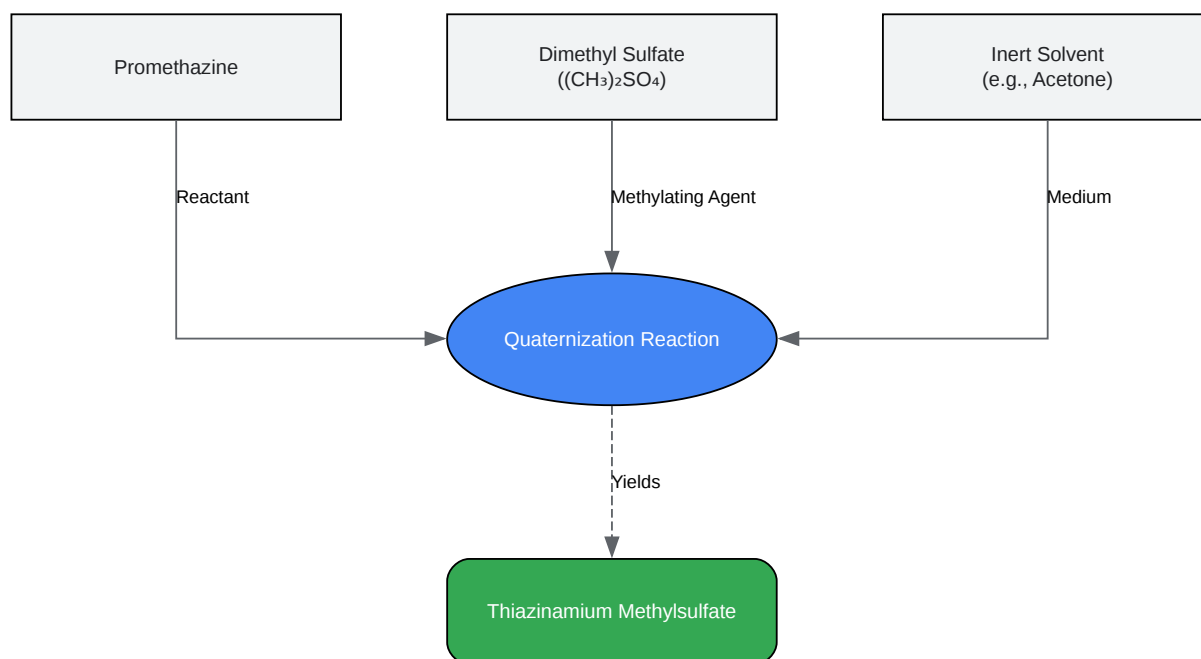 Promethazine
Dimethyl Sulfate
((CH₃)₂SO₄)
Inert Solvent
(e.g., Acetone)
Reactant
Methylating Agent
Medium
Quaternization Reaction
Yields
Thiazinamium Methylsulfate